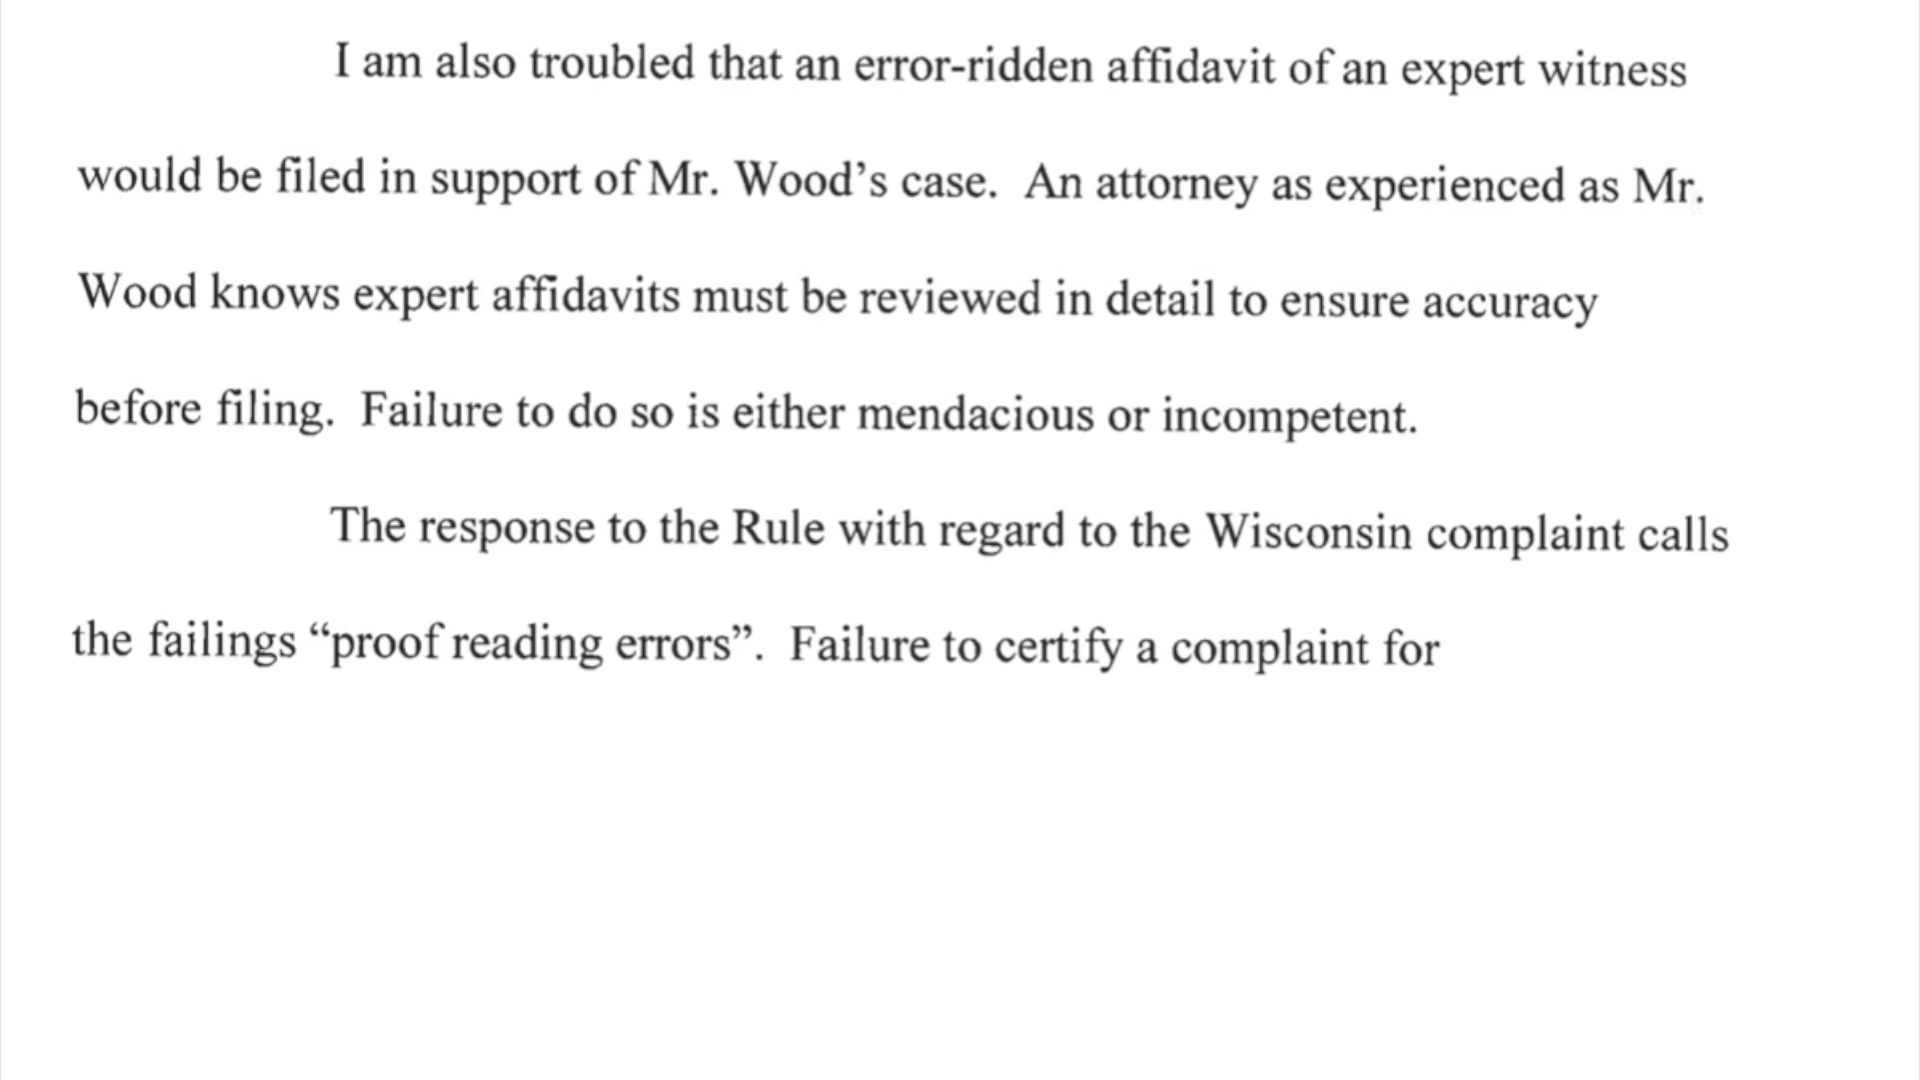 I am also troubled that an error-ridden affidavit of an expert witness
would be filed in support of Mr. Wood’s case.  An attorney as experienced as Mr.
Wood knows expert affidavits must be reviewed in detail to ensure accuracy
before filing.  Failure to do so is either mendacious or incompetent.
The response to the Rule with regard to the Wisconsin complaint calls
the failings “proof reading errors”.  Failure to certify a complaint for